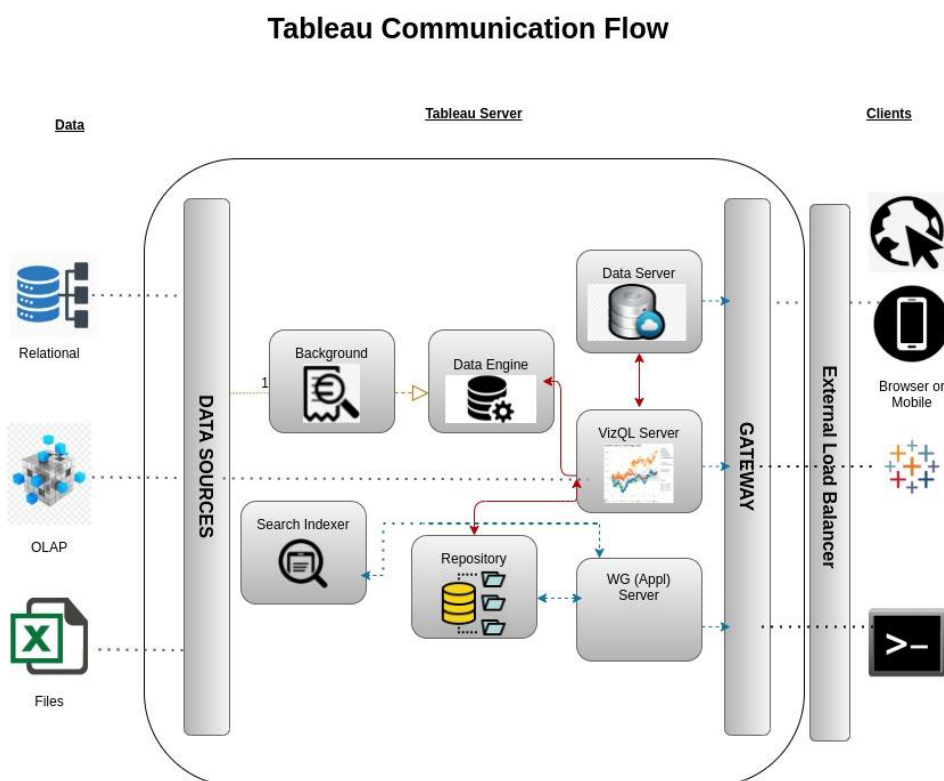 Tableau Communication Flow
Data
Tableau Server
Clients
Relational
OLAP
Files
DATA SOURCES
1
Background
Data Engine
Data Server
VizQL Server
Search Indexer
Repository
WG (Appl)
Server
GATEWAY
External Load Balancer
Browser or
Mobile